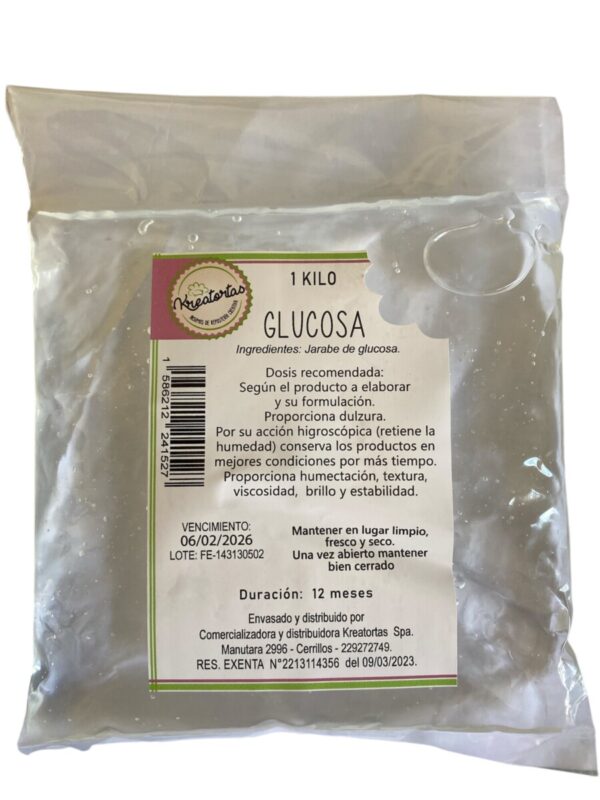 Kreatortas
INSUMOS DE REPOSTERÍA CREATIVA
1 KILO
GLUCOSA
Ingredientes: Jarabe de glucosa.
Dosis recomendada:
Según el producto a elaborar
y su formulación.
Proporciona dulzura.
Por su acción higroscópica (retiene la
humedad) conserva los productos en
mejores condiciones por más tiempo.
Proporciona humectación, textura,
viscosidad, brillo y estabilidad.
1 586212 241527
VENCIMIENTO:
06/02/2026
LOTE: FE-143130502
Mantener en lugar limpio,
fresco y seco.
Una vez abierto mantener
bien cerrado
Duración: 12 meses
Envasado y distribuido por
Comercializadora y distribuidora Kreatortas Spa.
Manutara 2996 - Cerrillos - 229272749.
RES. EXENTA N°2213114356 del 09/03/2023.